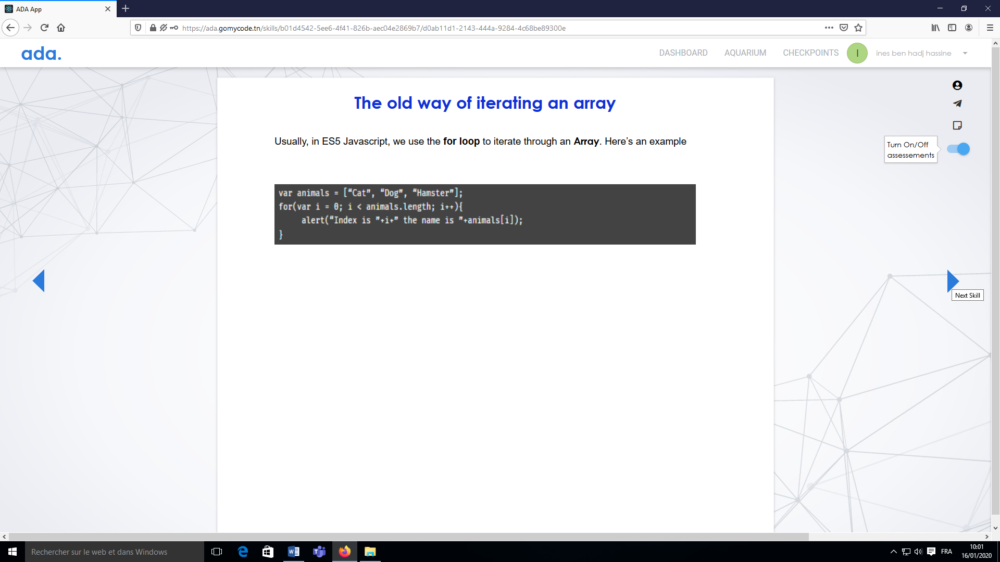 ADA App
https://ada.gomycode.tn/skills/b01d4542-5ee6-4f41-826b-aec04e2869b7/d0ab11d1-2143-444a-9284-4c68be89300e
ada.
DASHBOARD
AQUARIUM
CHECKPOINTS
I
ines ben hadj hassine
The old way of iterating an array
Usually, in ES5 Javascript, we use the for loop to iterate through an Array. Here’s an example
Turn On/Off
assessements
var animals = [“Cat”, “Dog”, “Hamster”];
for(var i = 0; i < animals.length; i++){
alert(“Index is ”+i+” the name is ”+animals[i]);
}
Next Skill
Rechercher sur le web et dans Windows
FRA
10:01
16/01/2020